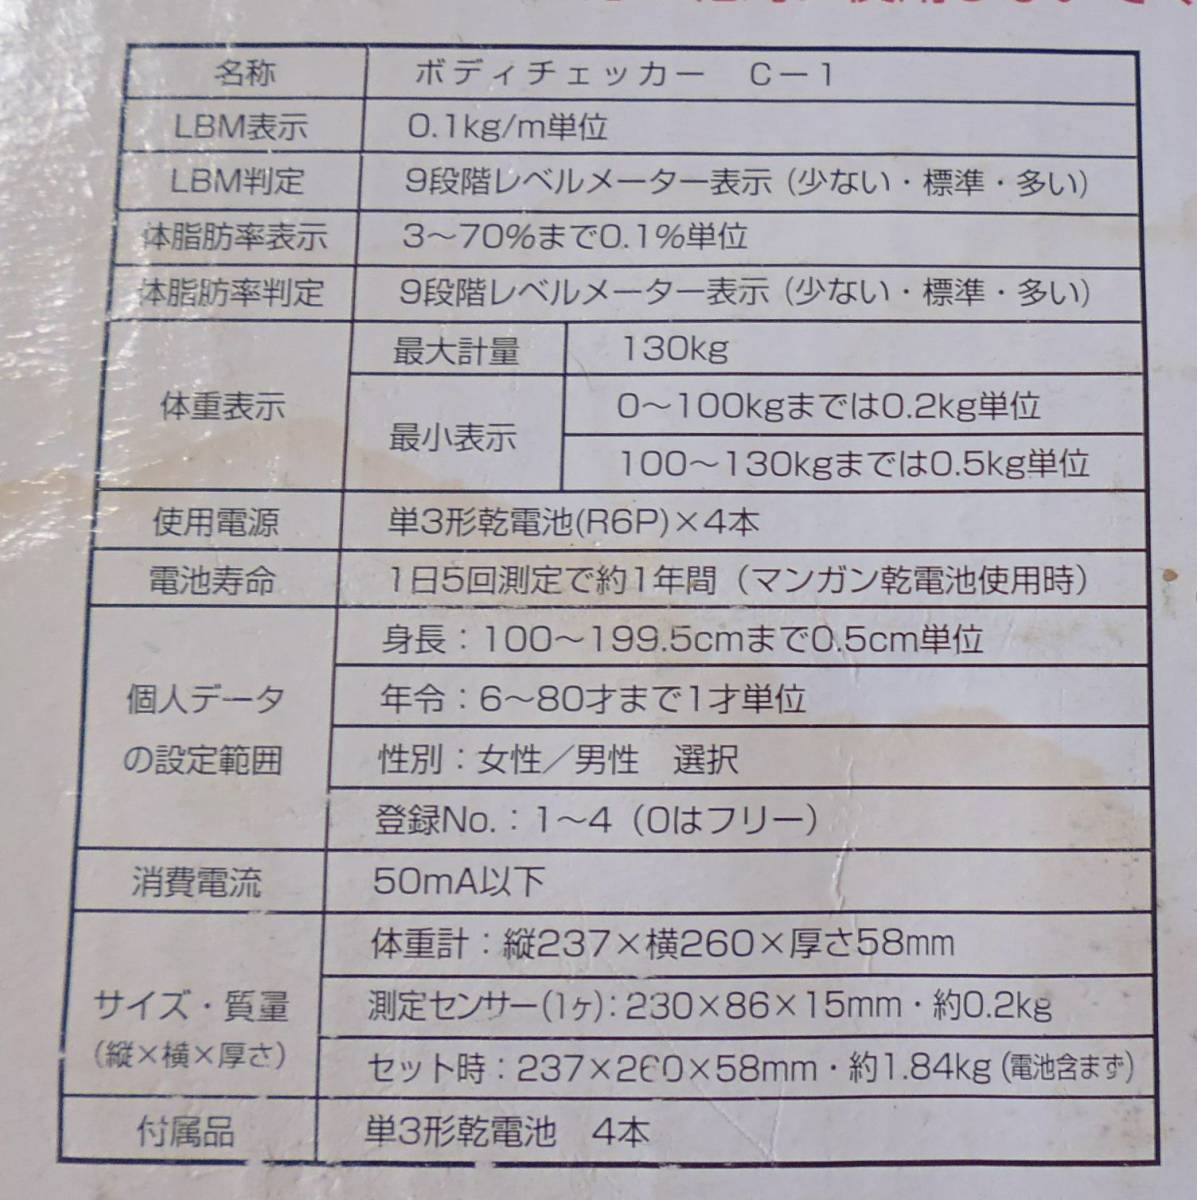 名称 ボディチェッカー C－1
LBM表示 0.1kg/m単位
LBM判定 9段階レベルメーター表示（少ない・標準・多い）
体脂肪率表示 3～70%まで0.1%単位
体脂肪率判定 9段階レベルメーター表示（少ない・標準・多い）
体重表示 最大計量 130kg
最小表示 0～100kgまでは0.2kg単位
100～130kgまでは0.5kg単位
使用電源 単3形乾電池(R6P)×4本
電池寿命 1日5回測定で約1年間（マンガン乾電池使用時）
個人データ
の設定範囲
身長：100～199.5cmまで0.5cm単位
年令：6～80才まで1才単位
性別：女性／男性 選択
登録No.：1～4（0はフリー）
消費電流 50mA以下
サイズ・質量
（縦×横×厚さ）
体重計：縦237×横260×厚さ58mm
測定センサー(1ヶ)：230×86×15mm・約0.2kg
セット時：237×260×58mm・約1.84kg（電池含まず）
付属品 単3形乾電池 4本